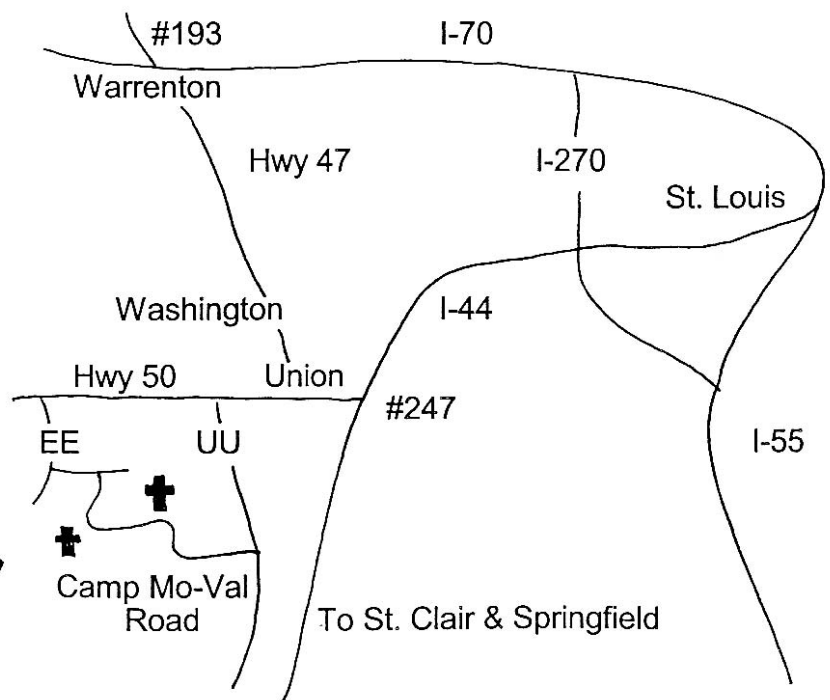 #193
I-70
Warrenton
Hwy 47
I-270
St. Louis
Washington
I-44
Hwy 50
Union
#247
EE
UU
I-55
Camp Mo-Val
Road
To St. Clair & Springfield